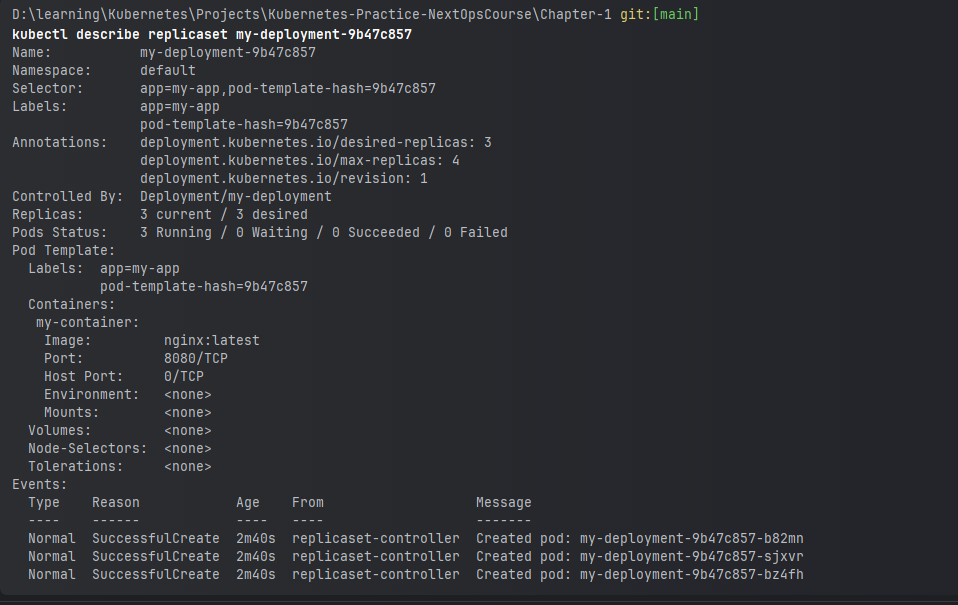 D:\learning\Kubernetes\Projects\Kubernetes-Practice-NextOpsCourse\Chapter-1 git:[main]
kubectl describe replicaset my-deployment-9b47c857
Name:           my-deployment-9b47c857
Namespace:      default
Selector:       app=my-app,pod-template-hash=9b47c857
Labels:         app=my-app
                pod-template-hash=9b47c857
Annotations:    deployment.kubernetes.io/desired-replicas: 3
                deployment.kubernetes.io/max-replicas: 4
                deployment.kubernetes.io/revision: 1
Controlled By:  Deployment/my-deployment
Replicas:       3 current / 3 desired
Pods Status:    3 Running / 0 Waiting / 0 Succeeded / 0 Failed
Pod Template:
  Labels:  app=my-app
           pod-template-hash=9b47c857
  Containers:
   my-container:
    Image:         nginx:latest
    Port:          8080/TCP
    Host Port:     0/TCP
    Environment:   <none>
    Mounts:        <none>
  Volumes:         <none>
  Node-Selectors:  <none>
  Tolerations:     <none>
Events:
  Type    Reason            Age    From                   Message
  ----    ------            ----   ----                   -------
  Normal  SuccessfulCreate  2m40s  replicaset-controller  Created pod: my-deployment-9b47c857-b82mn
  Normal  SuccessfulCreate  2m40s  replicaset-controller  Created pod: my-deployment-9b47c857-sjxvr
  Normal  SuccessfulCreate  2m40s  replicaset-controller  Created pod: my-deployment-9b47c857-bz4fh